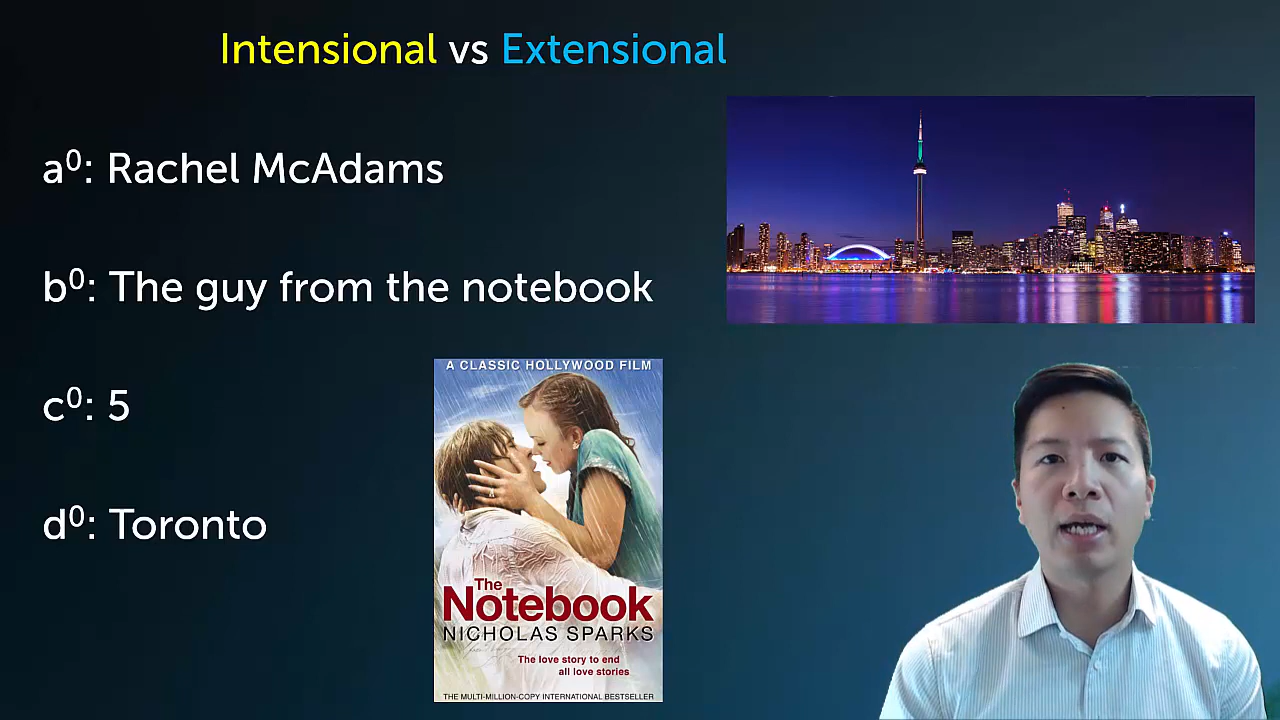 Intensional vs Extensional
a⁰: Rachel McAdams
b⁰: The guy from the notebook
c⁰: 5
d⁰: Toronto
A CLASSIC HOLLYWOOD FILM
The
Notebook
NICHOLAS SPARKS
The love story to end
all love stories
THE MULTI-MILLION-COPY INTERNATIONAL BESTSELLER